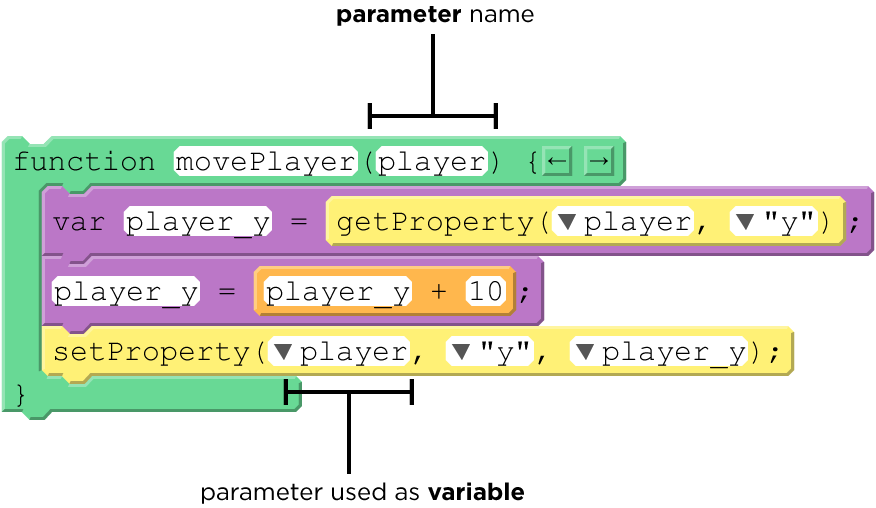 parameter name
function movePlayer(player) {← →
var player_y = getProperty(▼player, ▼"y");
player_y = player_y + 10;
setProperty(▼player, ▼"y", ▼player_y);
}
parameter used as variable